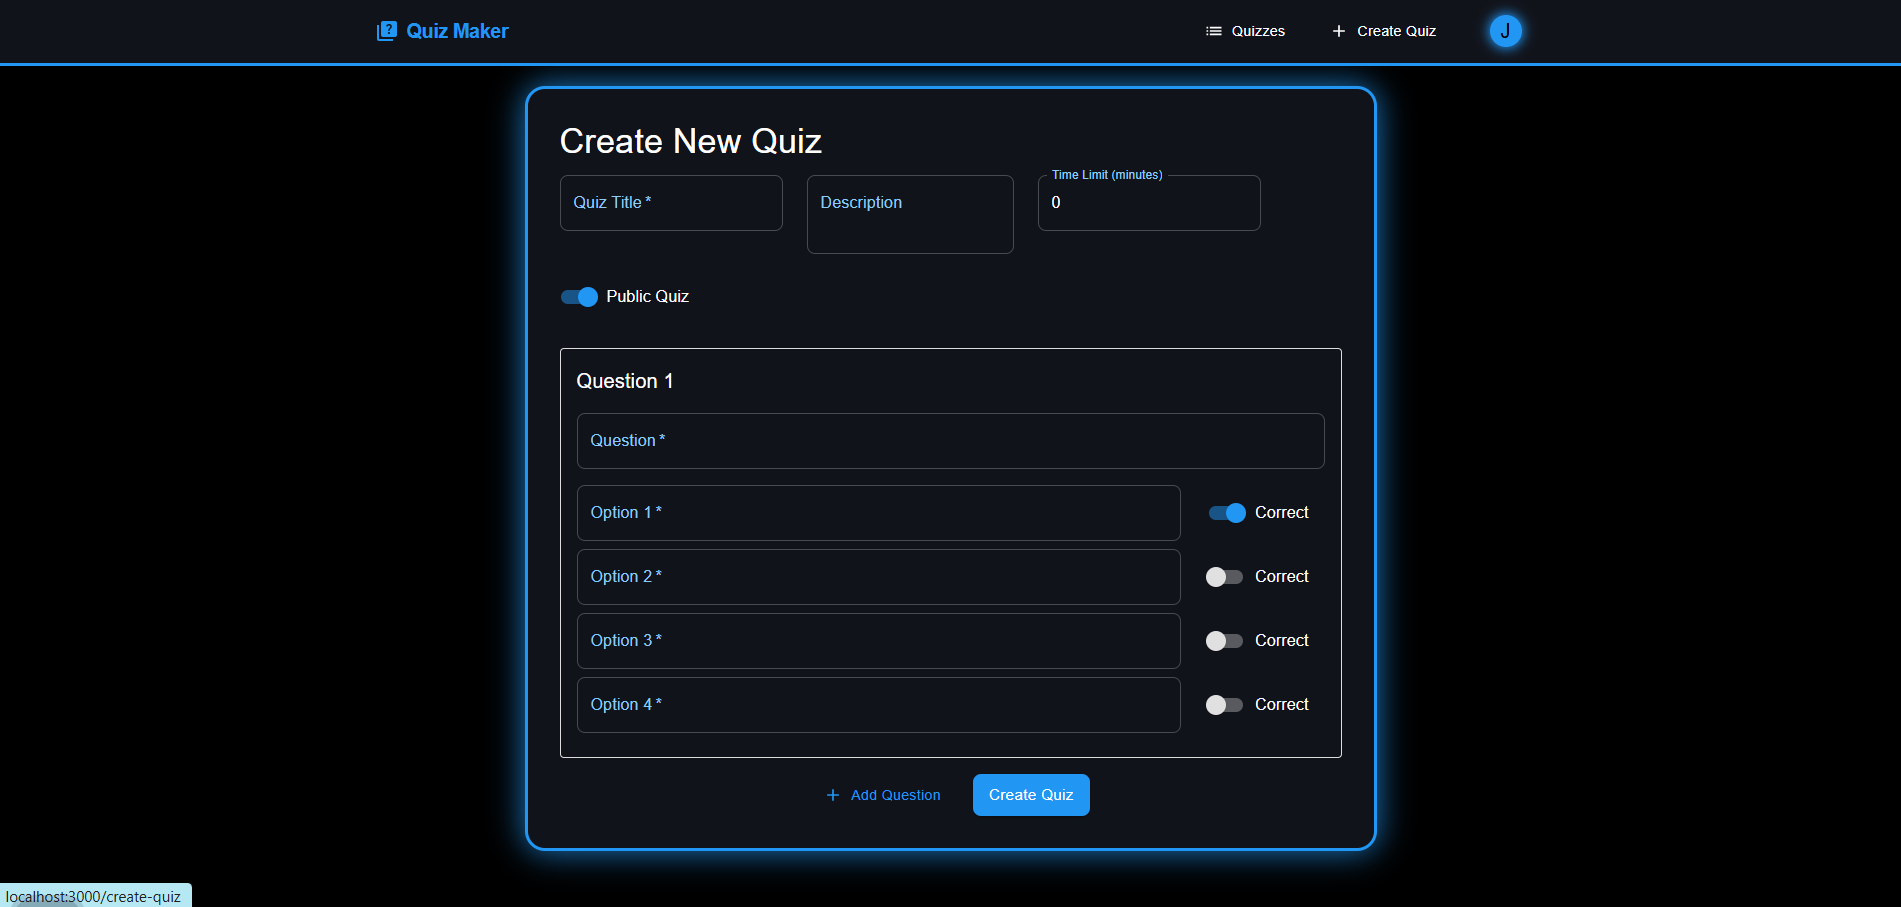 Quiz Maker
Quizzes
Create Quiz
J
Create New Quiz
Quiz Title *
Description
Time Limit (minutes)
0
Public Quiz
Question 1
Question *
Option 1 *
Correct
Option 2 *
Correct
Option 3 *
Correct
Option 4 *
Correct
+ Add Question
Create Quiz
localhost:3000/create-quiz